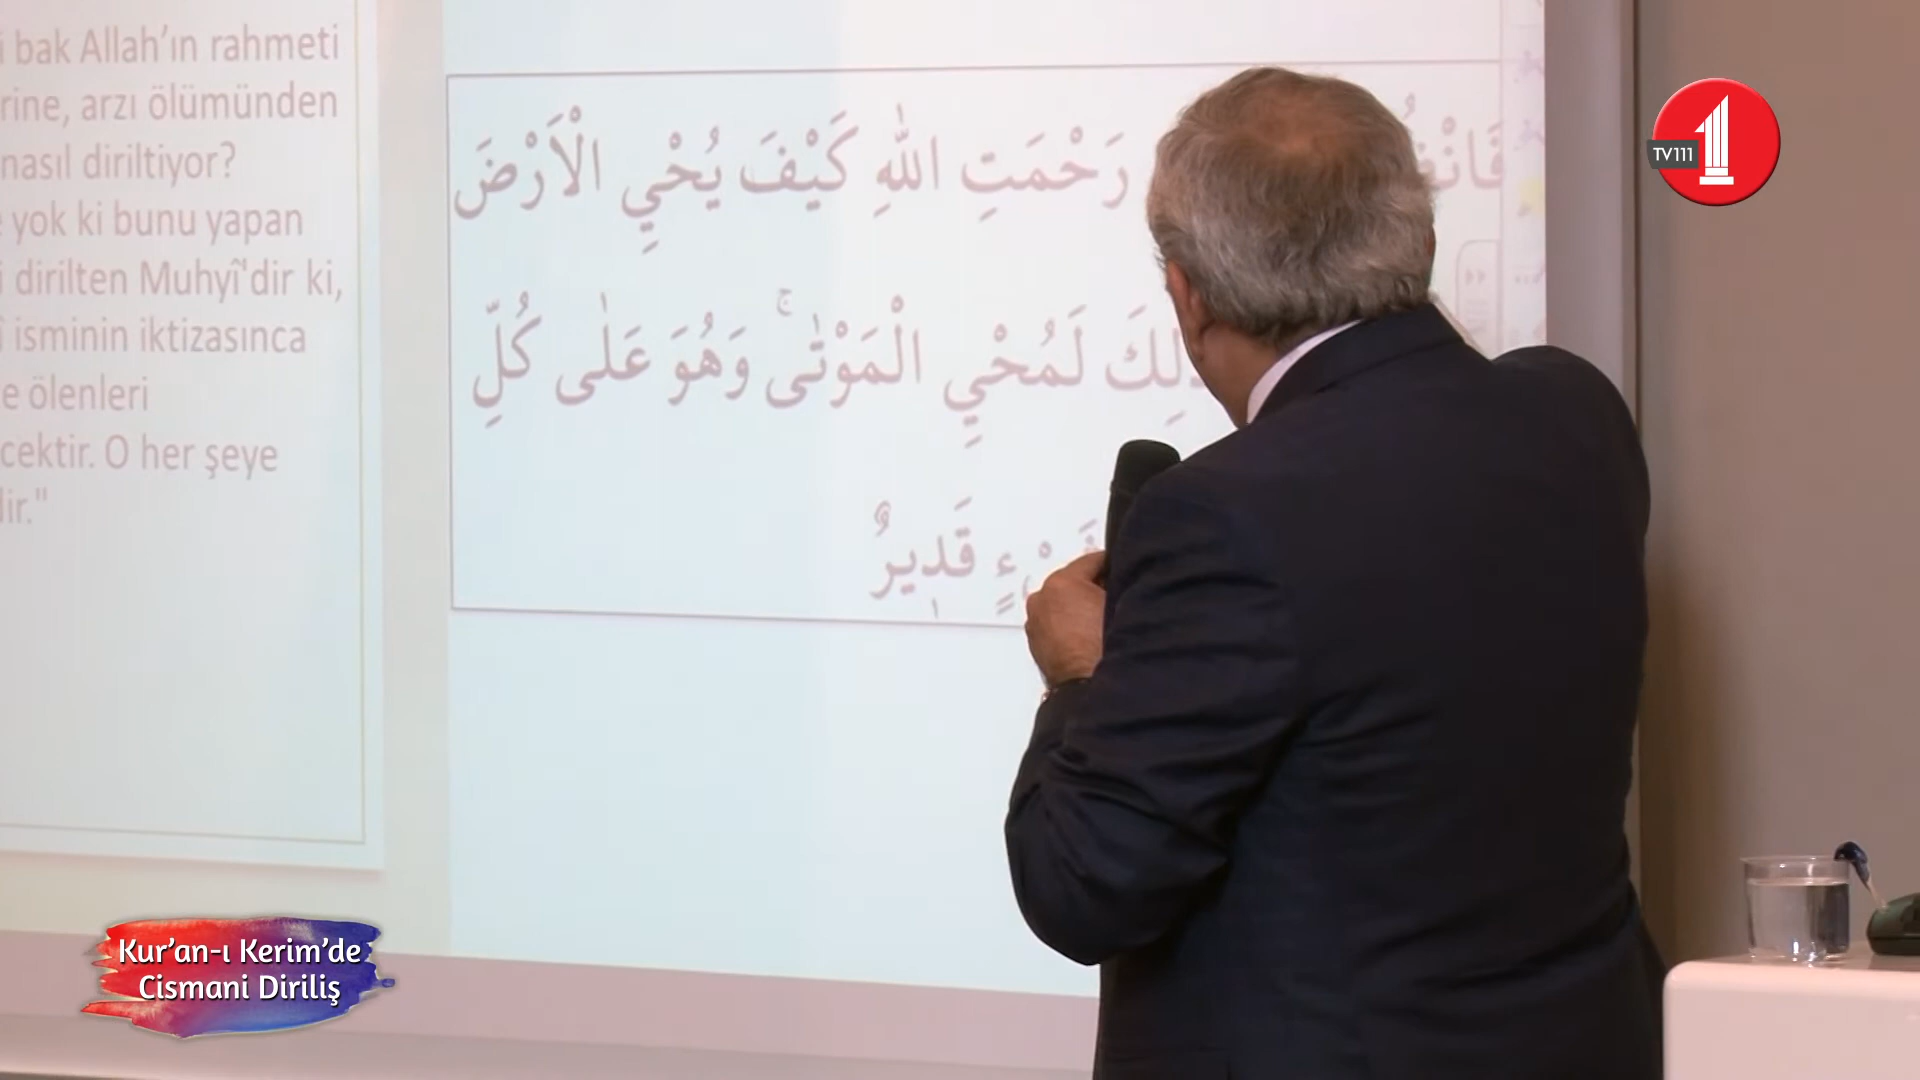 bak Allah'ın rahmeti
rine, arzı ölümünden
nasıl diriltiyor?
yok ki bunu yapan
dirilten Muhyî'dir ki,
isminin iktizasınca
e ölenleri
cektir. O her şeye
dir."
رَحْمَتِ اللّٰهِ كَيْفَ يُحْيِ الْاَرْضَ
لَمُحْيِ الْمَوْتٰىۚ وَهُوَ عَلٰى كُلِّ
قَدٖيرٌ
TV111
Kur'an-ı Kerim'de
Cismani Diriliş